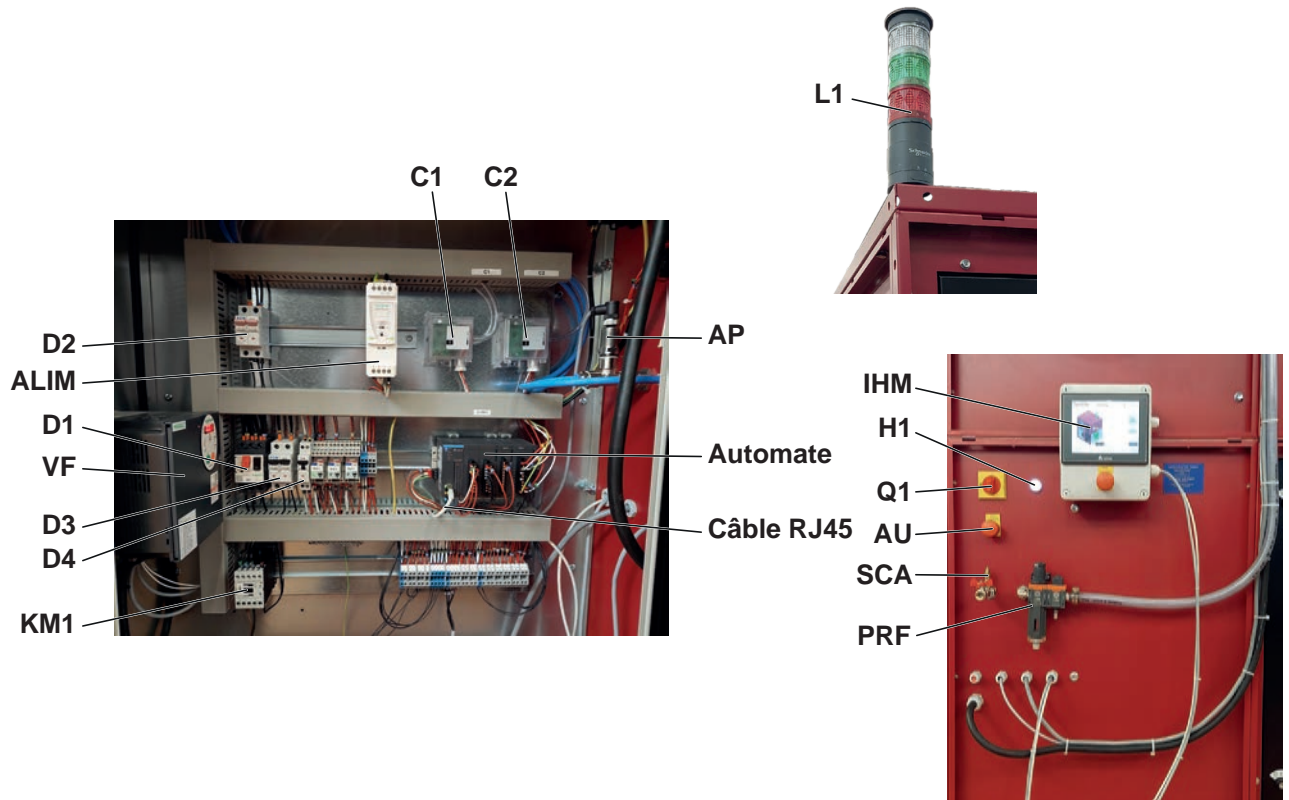 L1
C1 C2
D2
ALIM
D1
VF
D3
D4
KM1
AP
Automate
Câble RJ45
IHM
H1
Q1
AU
SCA
PRF